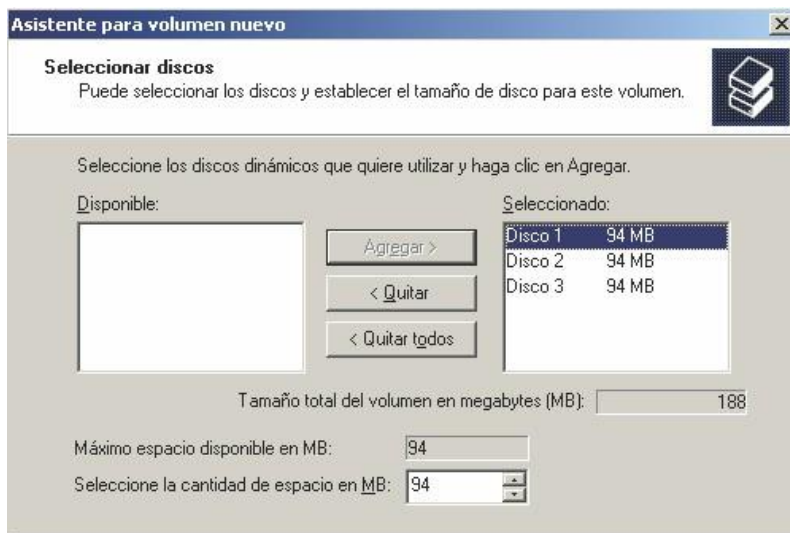 Asistente para volumen nuevo
Seleccionar discos
Puede seleccionar los discos y establecer el tamaño de disco para este volumen.
Seleccione los discos dinámicos que quiere utilizar y haga clic en Agregar.
Disponible:
Seleccionado:
Agregar >
< Quitar
< Quitar todos
Disco 1 94 MB
Disco 2 94 MB
Disco 3 94 MB
Tamaño total del volumen en megabytes (MB): 188
Máximo espacio disponible en MB: 94
Seleccione la cantidad de espacio en MB: 94